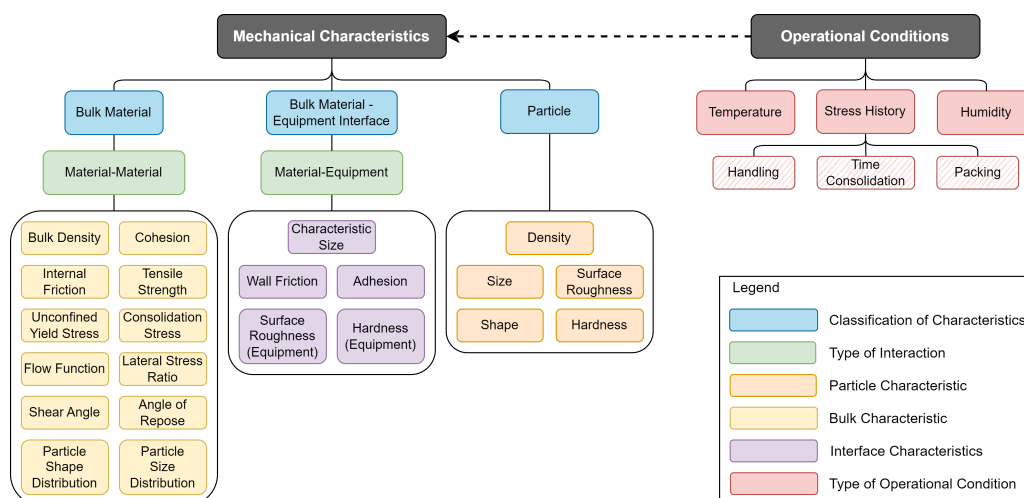 Mechanical Characteristics
Operational Conditions
Bulk Material
Bulk Material -
Equipment Interface
Particle
Temperature
Stress History
Humidity
Material-Material
Material-Equipment
Handling
Time
Consolidation
Packing
Bulk Density
Cohesion
Internal
Friction
Tensile
Strength
Unconfined
Yield Stress
Consolidation
Stress
Flow Function
Lateral Stress
Ratio
Shear Angle
Angle of
Repose
Particle
Shape
Distribution
Particle
Size
Distribution
Characteristic
Size
Wall Friction
Adhesion
Surface
Roughness
(Equipment)
Hardness
(Equipment)
Density
Size
Surface
Roughness
Shape
Hardness
Legend
Classification of Characteristics
Type of Interaction
Particle Characteristic
Bulk Characteristic
Interface Characteristics
Type of Operational Condition